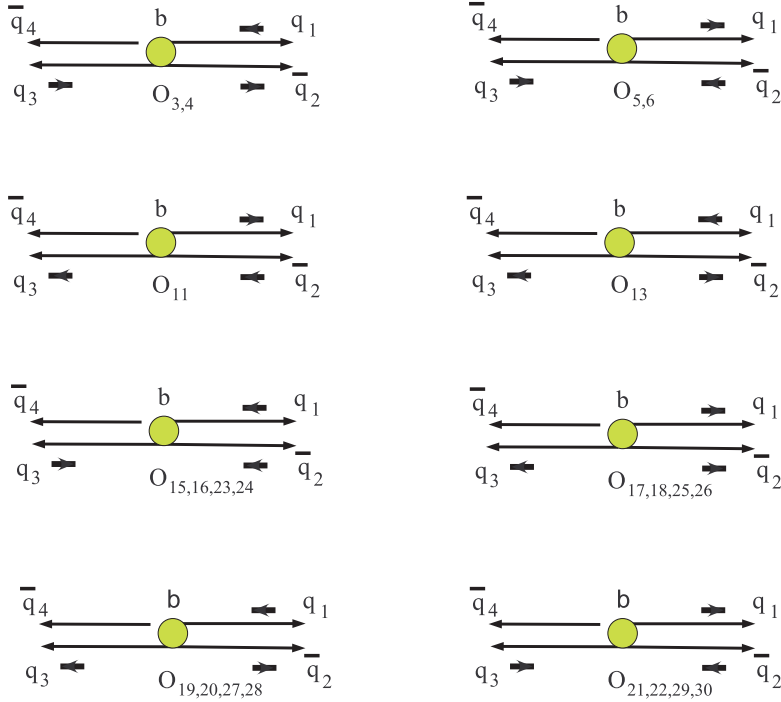 q̅4 b q1 q̅4 b q1
q3 O3,4 q̅2 q3 O5,6 q̅2
q̅4 b q1 q̅4 b q1
q3 O11 q̅2 q3 O13 q̅2
q̅4 b q1 q̅4 b q1
q3 O15,16,23,24 q̅2 q3 O17,18,25,26 q̅2
q̅4 b q1 q̅4 b q1
q3 O19,20,27,28 q̅2 q3 O21,22,29,30 q̅2